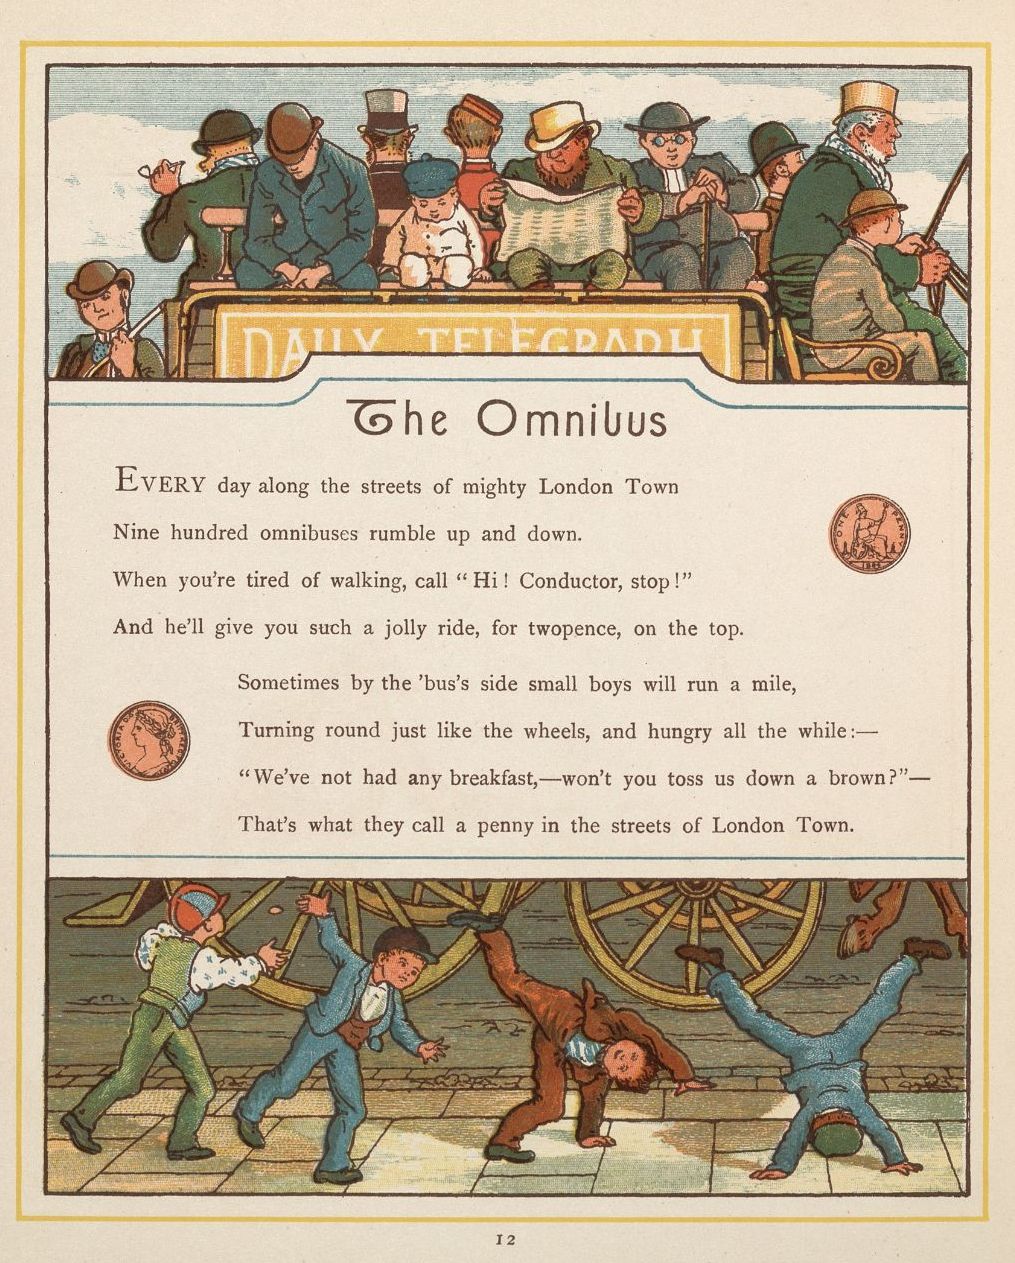 DAILY TELEGRAPH
The Omnibus
EVERY day along the streets of mighty London Town
Nine hundred omnibuses rumble up and down.
When you're tired of walking, call “Hi! Conductor, stop!”
And he'll give you such a jolly ride, for twopence, on the top.
ONE PENNY
Sometimes by the 'bus's side small boys will run a mile,
Turning round just like the wheels, and hungry all the while:—
“We've not had any breakfast,—won't you toss us down a brown?”—
That's what they call a penny in the streets of London Town.
12